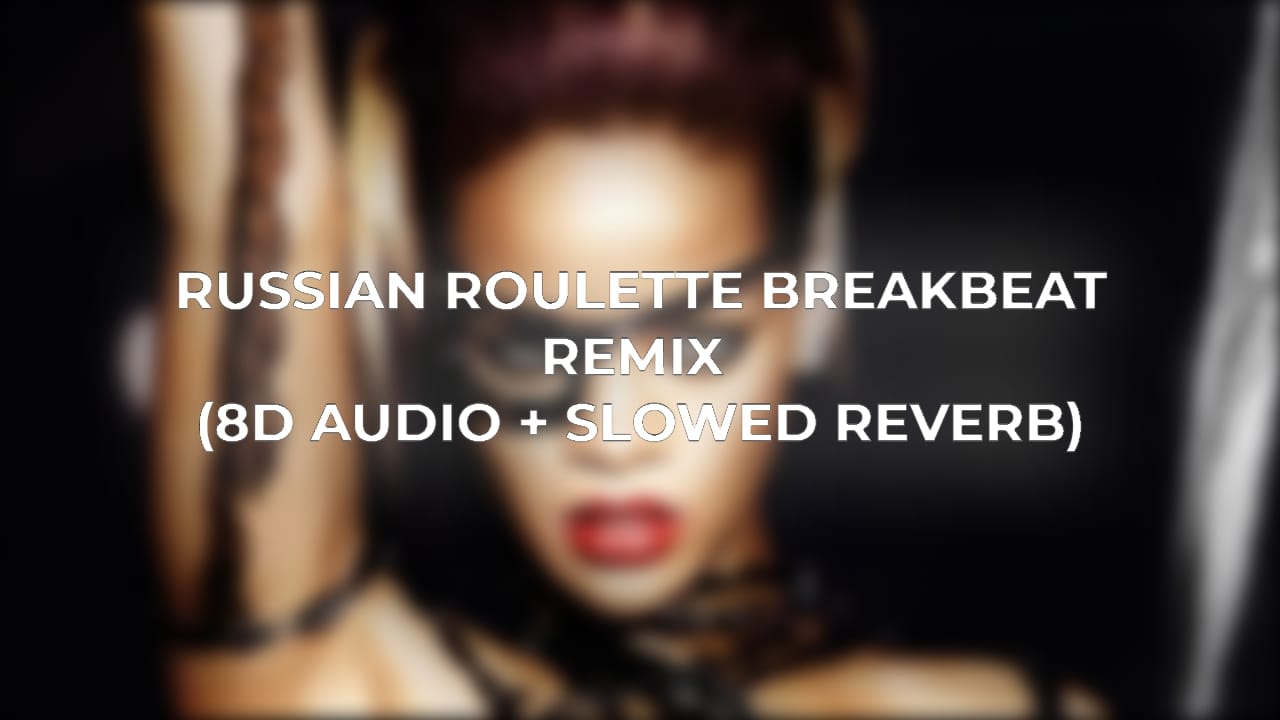 RUSSIAN ROULETTE BREAKBEAT
REMIX
(8D AUDIO + SLOWED REVERB)